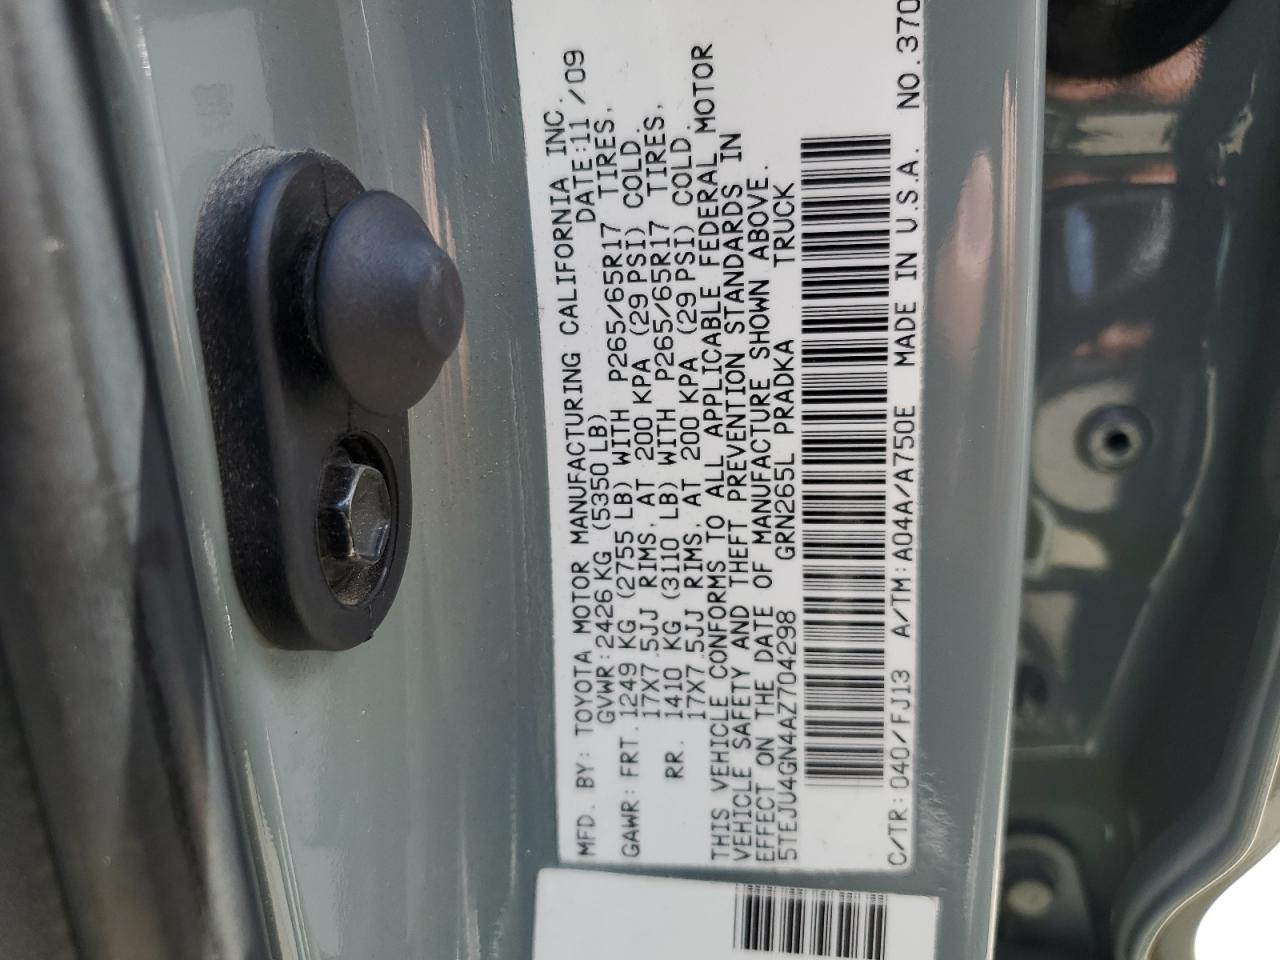 MFD. BY: TOYOTA MOTOR MANUFACTURING CALIFORNIA INC.
GVWR: 2426 KG (5350 LB) DATE: 11/09
GAWR: FRT. 1249 KG (2755 LB) WITH P265/65R17 TIRES,
17X7.5JJ RIMS, AT 200 KPA (29 PSI) COLD.
RR. 1410 KG (3110 LB) WITH P265/65R17 TIRES,
17X7.5JJ RIMS, AT 200 KPA (29 PSI) COLD.
THIS VEHICLE CONFORMS TO ALL APPLICABLE FEDERAL MOTOR
VEHICLE SAFETY AND THEFT PREVENTION STANDARDS IN
EFFECT ON THE DATE OF MANUFACTURE SHOWN ABOVE.
5TEJU4GN4AZ704298 GRN265L PRADKA TRUCK
C/TR: 040/FJ13 A/TM: A04A/A750E MADE IN U.S.A. NO. 370